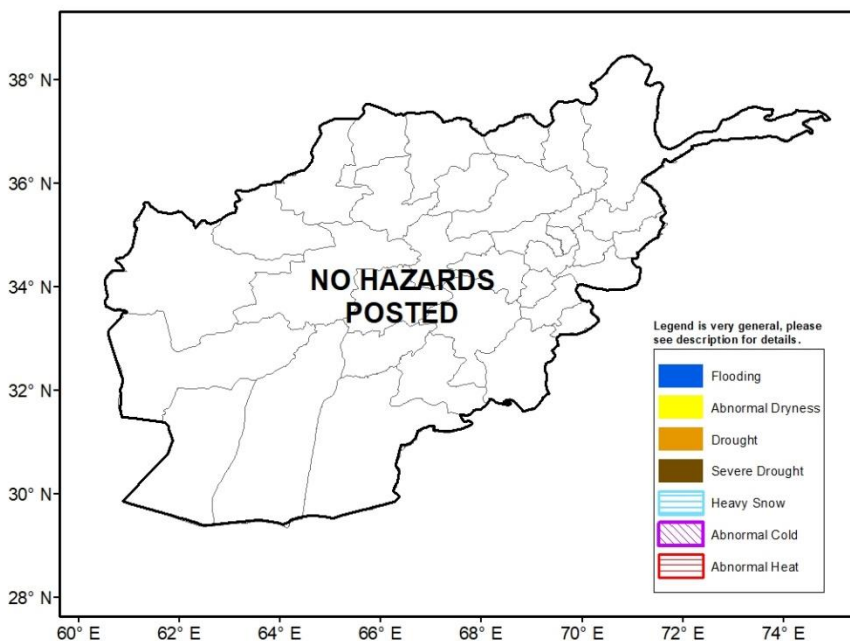 38° N
36° N
34° N
32° N
30° N
28° N
NO HAZARDS
POSTED
Legend is very general, please
see description for details.
Flooding
Abnormal Dryness
Drought
Severe Drought
Heavy Snow
Abnormal Cold
Abnormal Heat
60° E 62° E 64° E 66° E 68° E 70° E 72° E 74° E